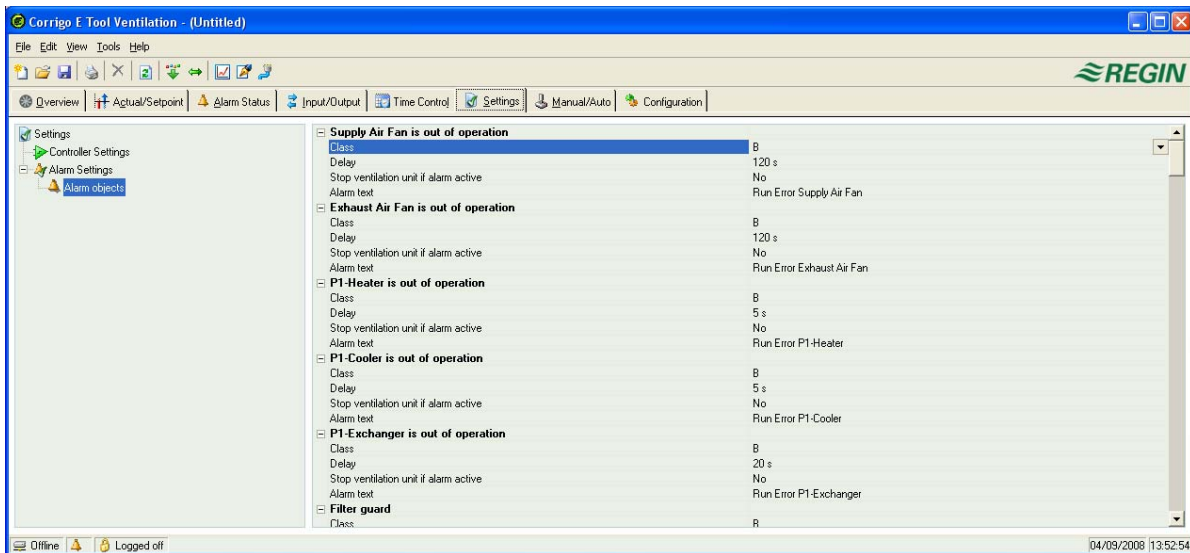 Corrigo E Tool Ventilation - (Untitled)
File Edit View Tools Help
REGIN
Overview Actual/Setpoint Alarm Status Input/Output Time Control Settings Manual/Auto Configuration
Settings
Controller Settings
Alarm Settings
Alarm objects
Supply Air Fan is out of operation
Class B
Delay 120 s
Stop ventilation unit if alarm active No
Alarm text Run Error Supply Air Fan
Exhaust Air Fan is out of operation
Class B
Delay 120 s
Stop ventilation unit if alarm active No
Alarm text Run Error Exhaust Air Fan
P1-Heater is out of operation
Class B
Delay 5 s
Stop ventilation unit if alarm active No
Alarm text Run Error P1-Heater
P1-Cooler is out of operation
Class B
Delay 5 s
Stop ventilation unit if alarm active No
Alarm text Run Error P1-Cooler
P1-Exchanger is out of operation
Class B
Delay 20 s
Stop ventilation unit if alarm active No
Alarm text Run Error P1-Exchanger
Filter guard
Class B
Offline Logged off 04/09/2008 13:52:54